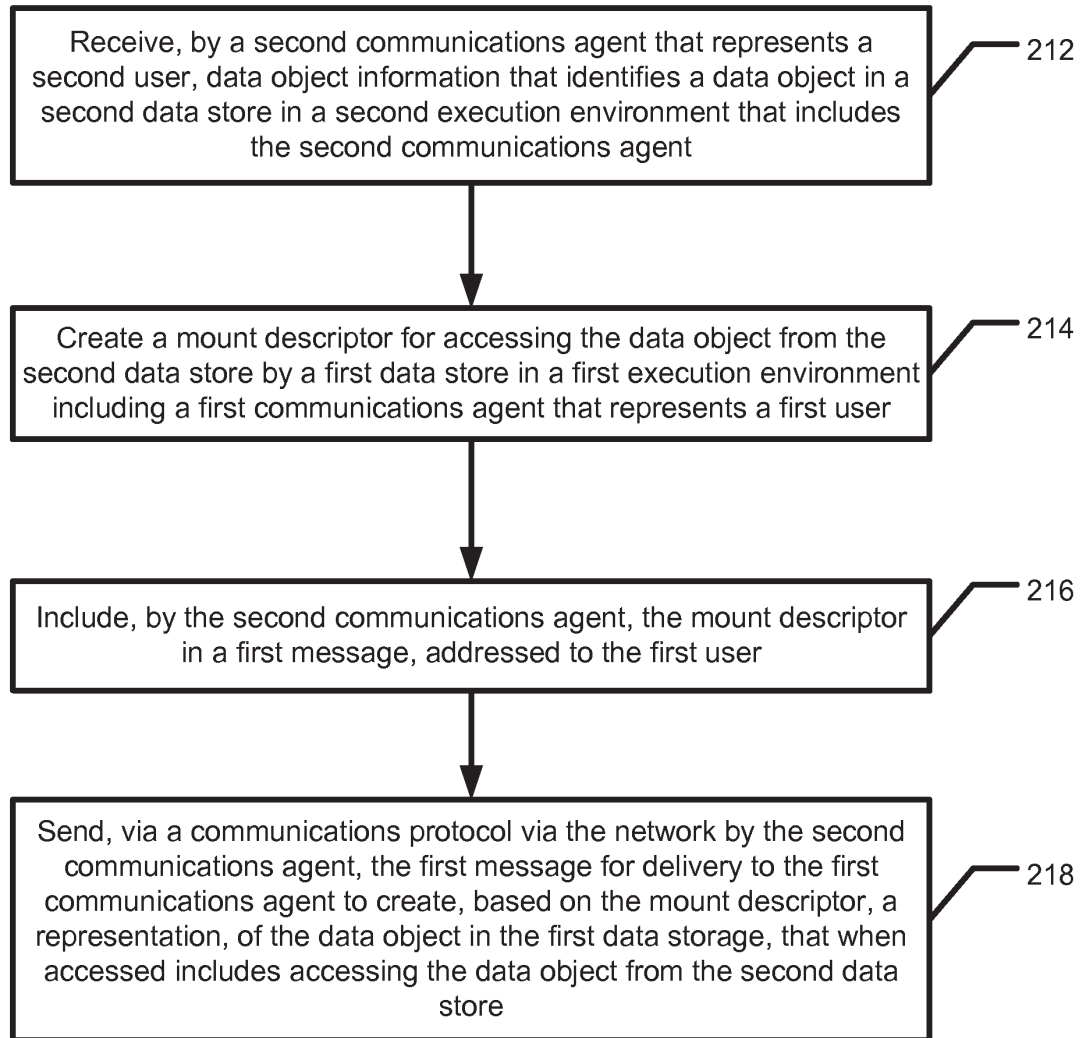 Receive, by a second communications agent that represents a
second user, data object information that identifies a data object in a
second data store in a second execution environment that includes
the second communications agent
212
Create a mount descriptor for accessing the data object from the
second data store by a first data store in a first execution environment
including a first communications agent that represents a first user
214
Include, by the second communications agent, the mount descriptor
in a first message, addressed to the first user
216
Send, via a communications protocol via the network by the second
communications agent, the first message for delivery to the first
communications agent to create, based on the mount descriptor, a
representation, of the data object in the first data storage, that when
accessed includes accessing the data object from the second data
store
218